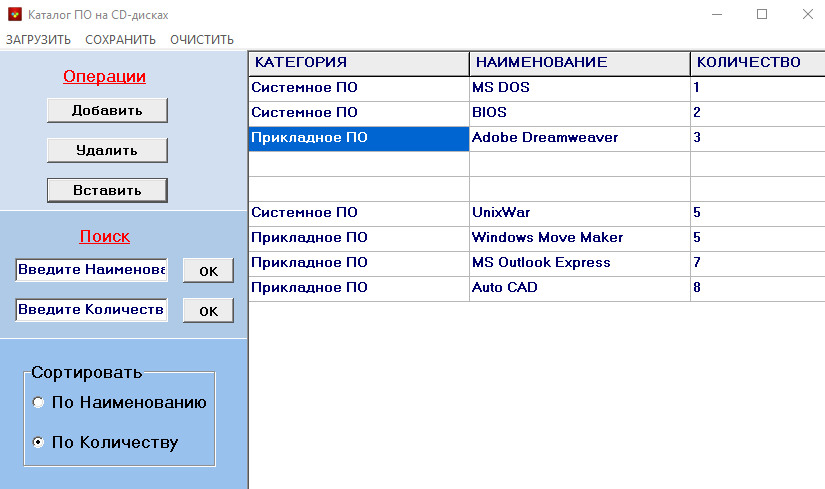 Каталог ПО на CD-дисках
ЗАГРУЗИТЬ СОХРАНИТЬ ОЧИСТИТЬ
Операции
Добавить
Удалить
Вставить
Поиск
Введите Наименова
ОК
Введите Количеств
ОК
Сортировать
По Наименованию
По Количеству
КАТЕГОРИЯ НАИМЕНОВАНИЕ КОЛИЧЕСТВО
Системное ПО MS DOS 1
Системное ПО BIOS 2
Прикладное ПО Adobe Dreamweaver 3
Системное ПО UnixWar 5
Прикладное ПО Windows Move Maker 5
Прикладное ПО MS Outlook Express 7
Прикладное ПО Auto CAD 8